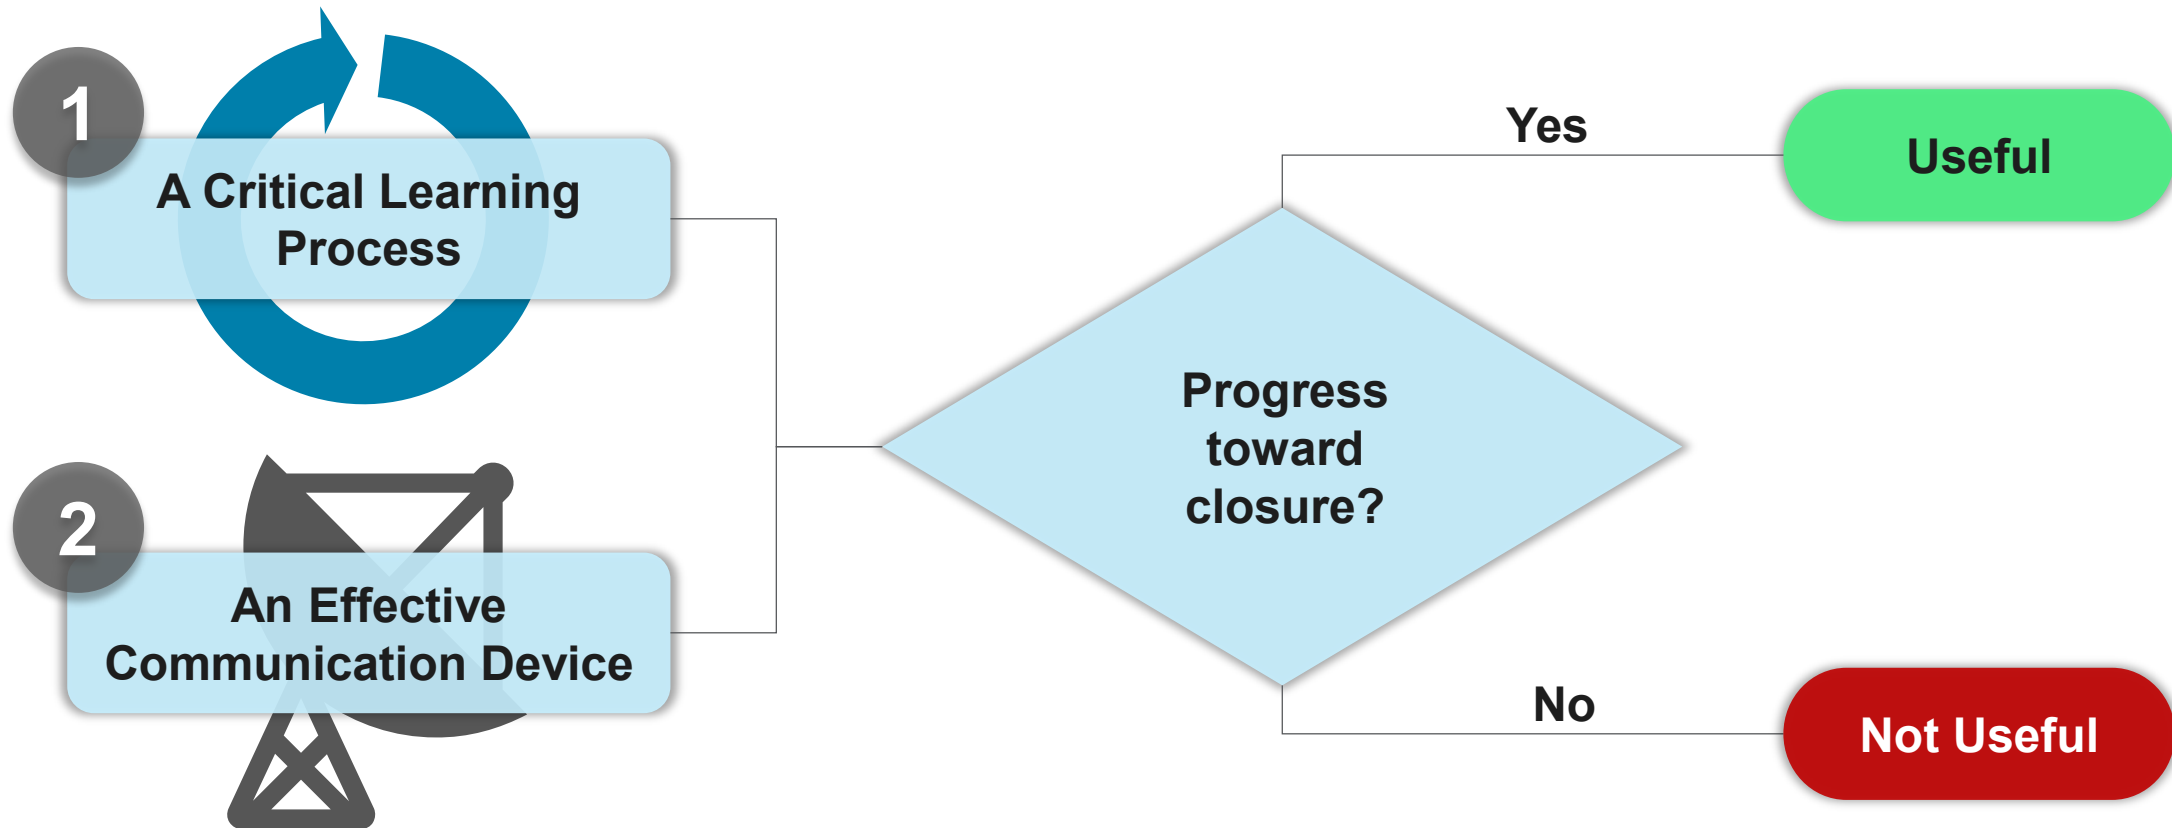 1
A Critical Learning
Process
2
An Effective
Communication Device
Progress
toward
closure?
Yes
Useful
No
Not Useful